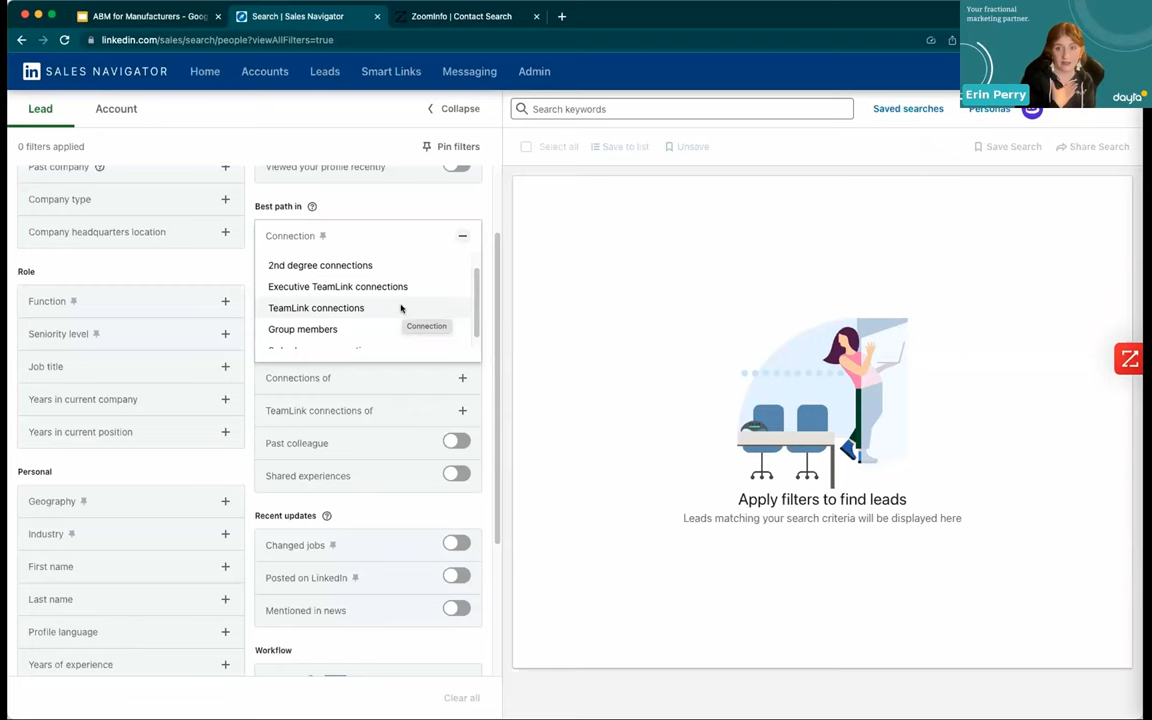 ABM for Manufacturers - Goog
Search | Sales Navigator
ZoomInfo | Contact Search
linkedin.com/sales/search/people?viewAllFilters=true
Your fractional
marketing partner.
Erin Perry
dayta
in SALES NAVIGATOR
Home
Accounts
Leads
Smart Links
Messaging
Admin
Lead
Account
Collapse
Search keywords
Saved searches
Personas
0 filters applied
Pin filters
Select all
Save to list
Unsave
Save Search
Share Search
Past company
Company type
Company headquarters location
Role
Function
Seniority level
Job title
Years in current company
Years in current position
Personal
Geography
Industry
First name
Last name
Profile language
Years of experience
Viewed your profile recently
Best path in
Connection
2nd degree connections
Executive TeamLink connections
TeamLink connections
Connection
Group members
Connections of
TeamLink connections of
Past colleague
Shared experiences
Recent updates
Changed jobs
Posted on LinkedIn
Mentioned in news
Workflow
Clear all
Apply filters to find leads
Leads matching your search criteria will be displayed here